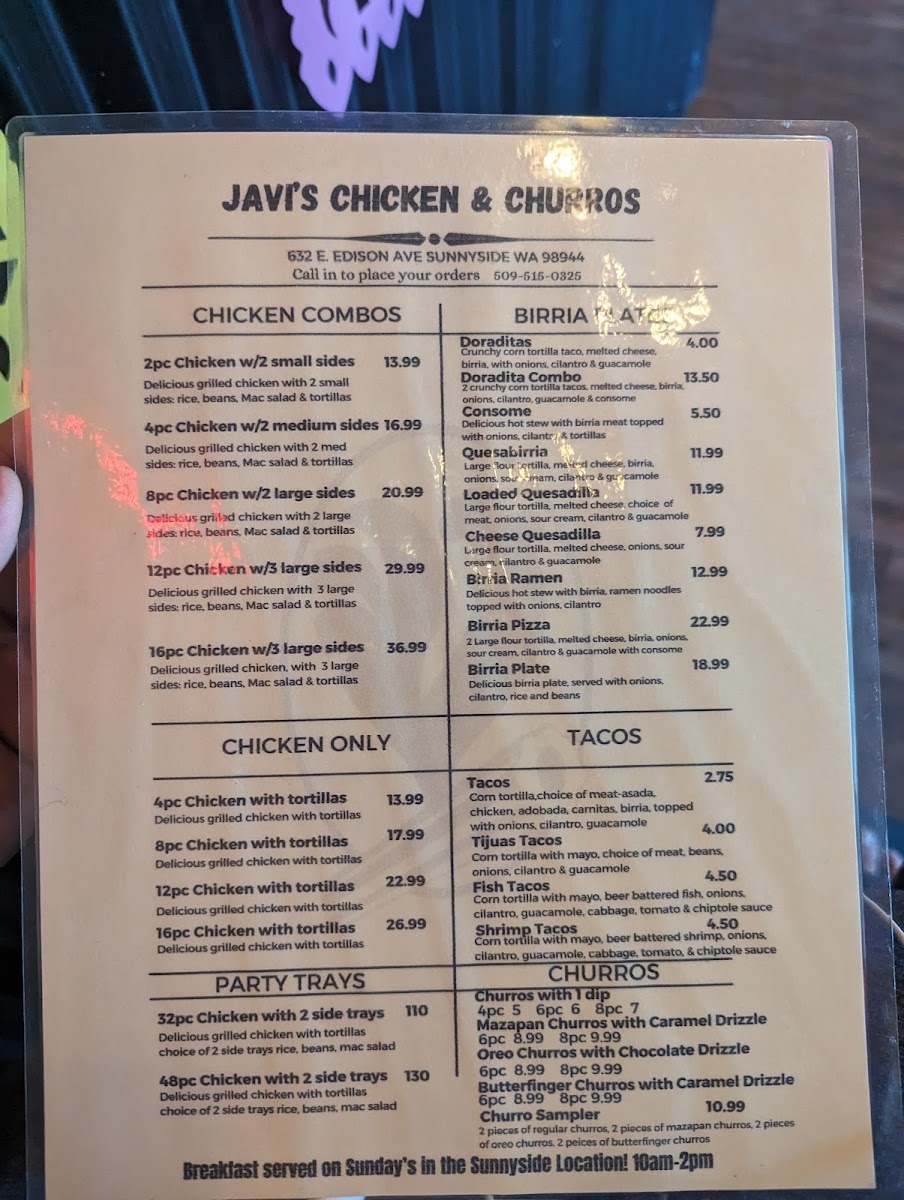 JAVI'S CHICKEN & CHURROS
632 E. EDISON AVE SUNNYSIDE WA 98944
Call in to place your orders 509-515-0325
CHICKEN COMBOS
2pc Chicken w/2 small sides 13.99
Delicious grilled chicken with 2 small
sides: rice, beans, Mac salad & tortillas
4pc Chicken w/2 medium sides 16.99
Delicious grilled chicken with 2 med
sides: rice, beans, Mac salad & tortillas
8pc Chicken w/2 large sides 20.99
Delicious grilled chicken with 2 large
sides: rice, beans, Mac salad & tortillas
12pc Chicken w/3 large sides 29.99
Delicious grilled chicken with 3 large
sides: rice, beans, Mac salad & tortillas
16pc Chicken w/3 large sides 36.99
Delicious grilled chicken, with 3 large
sides: rice, beans, Mac salad & tortillas
CHICKEN ONLY
4pc Chicken with tortillas 13.99
Delicious grilled chicken with tortillas
8pc Chicken with tortillas 17.99
Delicious grilled chicken with tortillas
12pc Chicken with tortillas 22.99
Delicious grilled chicken with tortillas
16pc Chicken with tortillas 26.99
Delicious grilled chicken with tortillas
PARTY TRAYS
32pc Chicken with 2 side trays 110
Delicious grilled chicken with tortillas
choice of 2 side trays rice, beans, mac salad
48pc Chicken with 2 side trays 130
Delicious grilled chicken with tortillas
choice of 2 side trays rice, beans, mac salad
BIRRIA
Doraditas 4.00
Crunchy corn tortilla taco, melted cheese,
birria, with onions, cilantro & guacamole
Doradita Combo 13.50
2 crunchy corn tortilla tacos, melted cheese, birria,
onions, cilantro, guacamole & consome
Consome 5.50
Delicious hot stew with birria meat topped
with onions, cilantro & tortillas
Quesabirria 11.99
Large flour tortilla, melted cheese, birria,
onions, sour cream, cilantro & guacamole
Loaded Quesadilla 11.99
Large flour tortilla, melted cheese, choice of
meat, onions, sour cream, cilantro & guacamole
Cheese Quesadilla 7.99
Large flour tortilla, melted cheese, onions, sour
cream, cilantro & guacamole
Birria Ramen 12.99
Delicious hot stew with birria, ramen noodles
topped with onions, cilantro
Birria Pizza 22.99
2 Large flour tortilla, melted cheese, birria, onions,
sour cream, cilantro & guacamole with consome
Birria Plate 18.99
Delicious birria plate, served with onions,
cilantro, rice and beans
TACOS
Tacos 2.75
Corn tortilla,choice of meat-asada,
chicken, adobada, carnitas, birria, topped
with onions, cilantro, guacamole
Tijuas Tacos 4.00
Corn tortilla with mayo, choice of meat, beans,
onions, cilantro & guacamole
Fish Tacos 4.50
Corn tortilla with mayo, beer battered fish, onions,
cilantro, guacamole, cabbage, tomato & chiptole sauce
Shrimp Tacos 4.50
Corn tortilla with mayo, beer battered shrimp, onions,
cilantro, guacamole, cabbage, tomato, & chiptole sauce
CHURROS
Churros with 1 dip
4pc 5 6pc 6 8pc 7
Mazapan Churros with Caramel Drizzle
6pc 8.99 8pc 9.99
Oreo Churros with Chocolate Drizzle
6pc 8.99 8pc 9.99
Butterfinger Churros with Caramel Drizzle
6pc 8.99 8pc 9.99
Churro Sampler 10.99
2 pieces of regular churros, 2 pieces of mazapan churros, 2 pieces
of oreo churros, 2 peices of butterfinger churros
Breakfast served on Sunday's in the Sunnyside Location! 10am-2pm